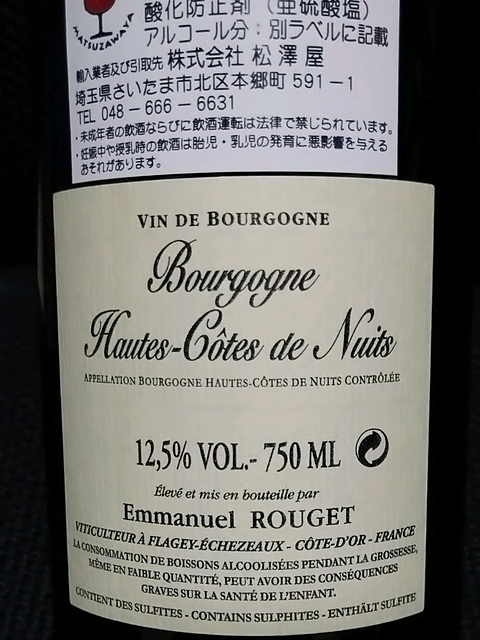 MATSUZAWAYA
酸化防止剤（亜硫酸塩）
アルコール分：別ラベルに記載
輸入業者及び引取先 株式会社 松澤屋
埼玉県さいたま市北区本郷町591-1
TEL 048-666-6631
・未成年者の飲酒ならびに飲酒運転は法律で禁じられています。
・妊娠中や授乳時の飲酒は胎児・乳児の発育に悪影響を与える
おそれがあります。
VIN DE BOURGOGNE
Bourgogne
Hautes-Côtes de Nuits
APPELLATION BOURGOGNE HAUTES-CÔTES DE NUITS CONTRÔLÉE
12,5% VOL.- 750 ML
Élevé et mis en bouteille par
Emmanuel ROUGET
VITICULTEUR À FLAGEY-ÉCHEZEAUX - CÔTE-D'OR - FRANCE
LA CONSOMMATION DE BOISSONS ALCOOLISÉES PENDANT LA GROSSESSE,
MÊME EN FAIBLE QUANTITÉ, PEUT AVOIR DES CONSÉQUENCES
GRAVES SUR LA SANTÉ DE L'ENFANT.
CONTIENT DES SULFITES - CONTAINS SULPHITES - ENTHÄLT SULFITE